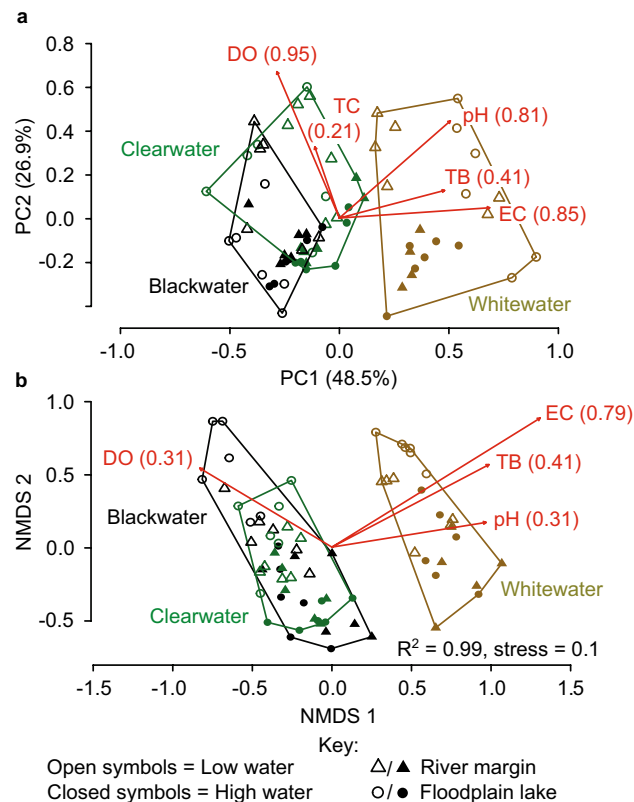 a
DO (0.95)
TC
(0.21)
pH (0.81)
TB (0.41)
EC (0.85)
Clearwater
Blackwater
Whitewater
PC2 (26.9%)
0.8
0.6
0.4
0.2
0.0
-0.2
-1.0 -0.5 0.0 0.5 1.0
PC1 (48.5%)
b
EC (0.79)
DO (0.31)
TB (0.41)
pH (0.31)
Blackwater
Clearwater
Whitewater
R² = 0.99, stress = 0.1
NMDS 2
1.0
0.5
0.0
-0.5
-1.5 -1.0 -0.5 0.0 0.5 1.0 1.5
NMDS 1
Key:
Open symbols = Low water △/▲ River margin
Closed symbols = High water ○/● Floodplain lake